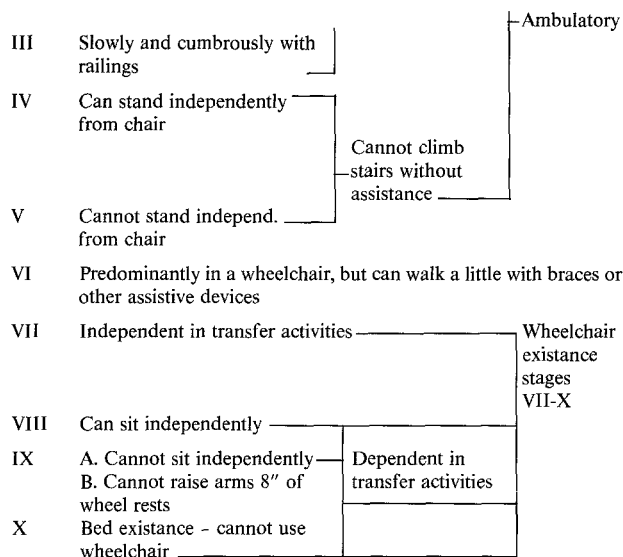 Ambulatory
III Slowly and cumbrously with
railings
IV Can stand independently
from chair
Cannot climb
stairs without
assistance
V Cannot stand independ.
from chair
VI Predominantly in a wheelchair, but can walk a little with braces or
other assistive devices
VII Independent in transfer activities
Wheelchair
existance
stages
VII-X
VIII Can sit independently
IX A. Cannot sit independently
B. Cannot raise arms 8″ of
wheel rests
Dependent in
transfer activities
X Bed existance - cannot use
wheelchair